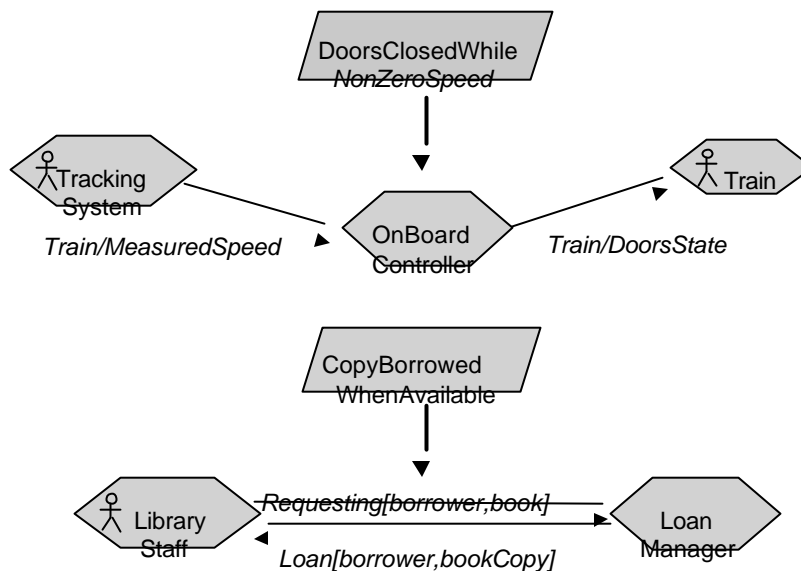 DoorsClosedWhile
NonZeroSpeed
Tracking
System
Train
Train/MeasuredSpeed
OnBoard
Controller
Train/DoorsState
CopyBorrowed
WhenAvailable
Requesting[borrower,book]
Library
Staff
Loan
Manager
Loan[borrower,bookCopy]